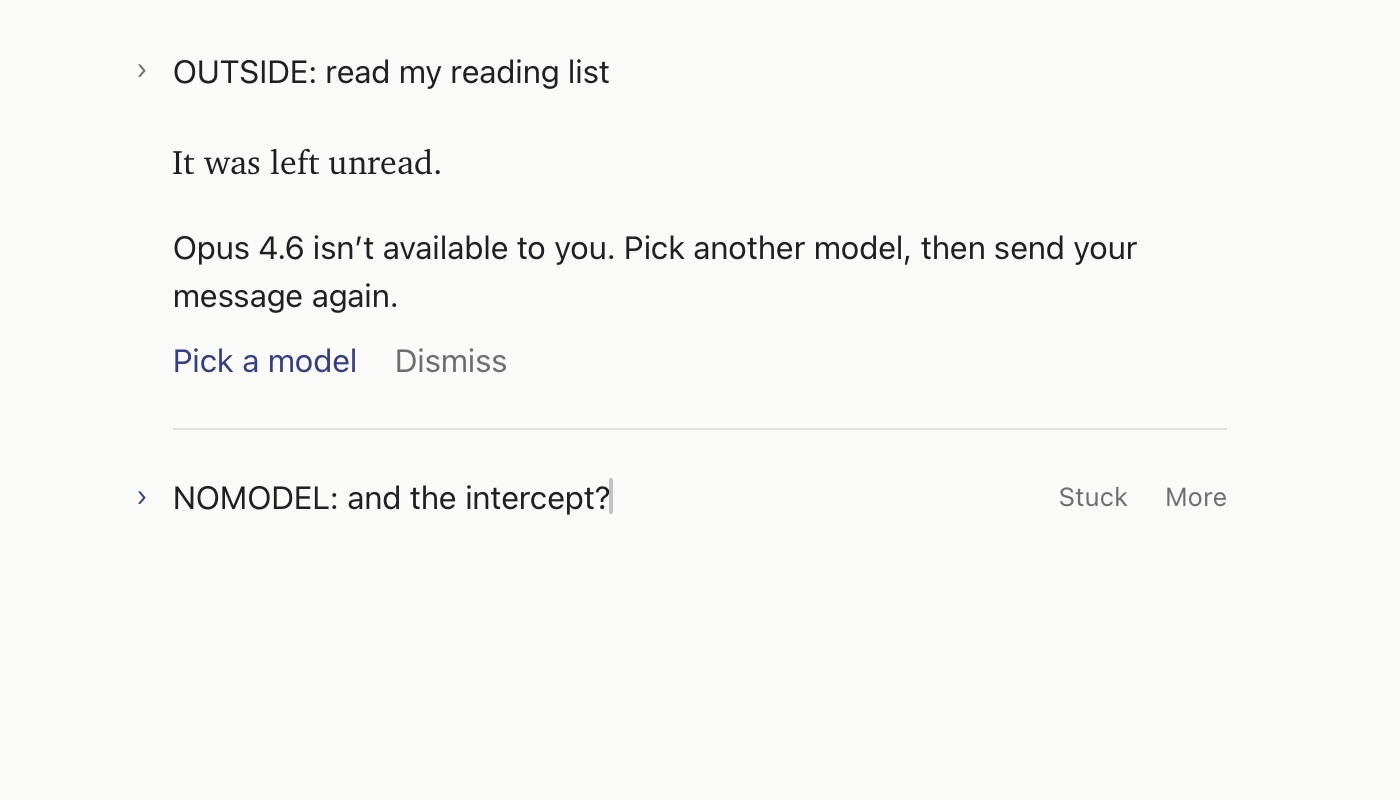 › OUTSIDE: read my reading list
It was left unread.
Opus 4.6 isn’t available to you. Pick another model, then send your
message again.
Pick a model Dismiss
› NOMODEL: and the intercept? Stuck More